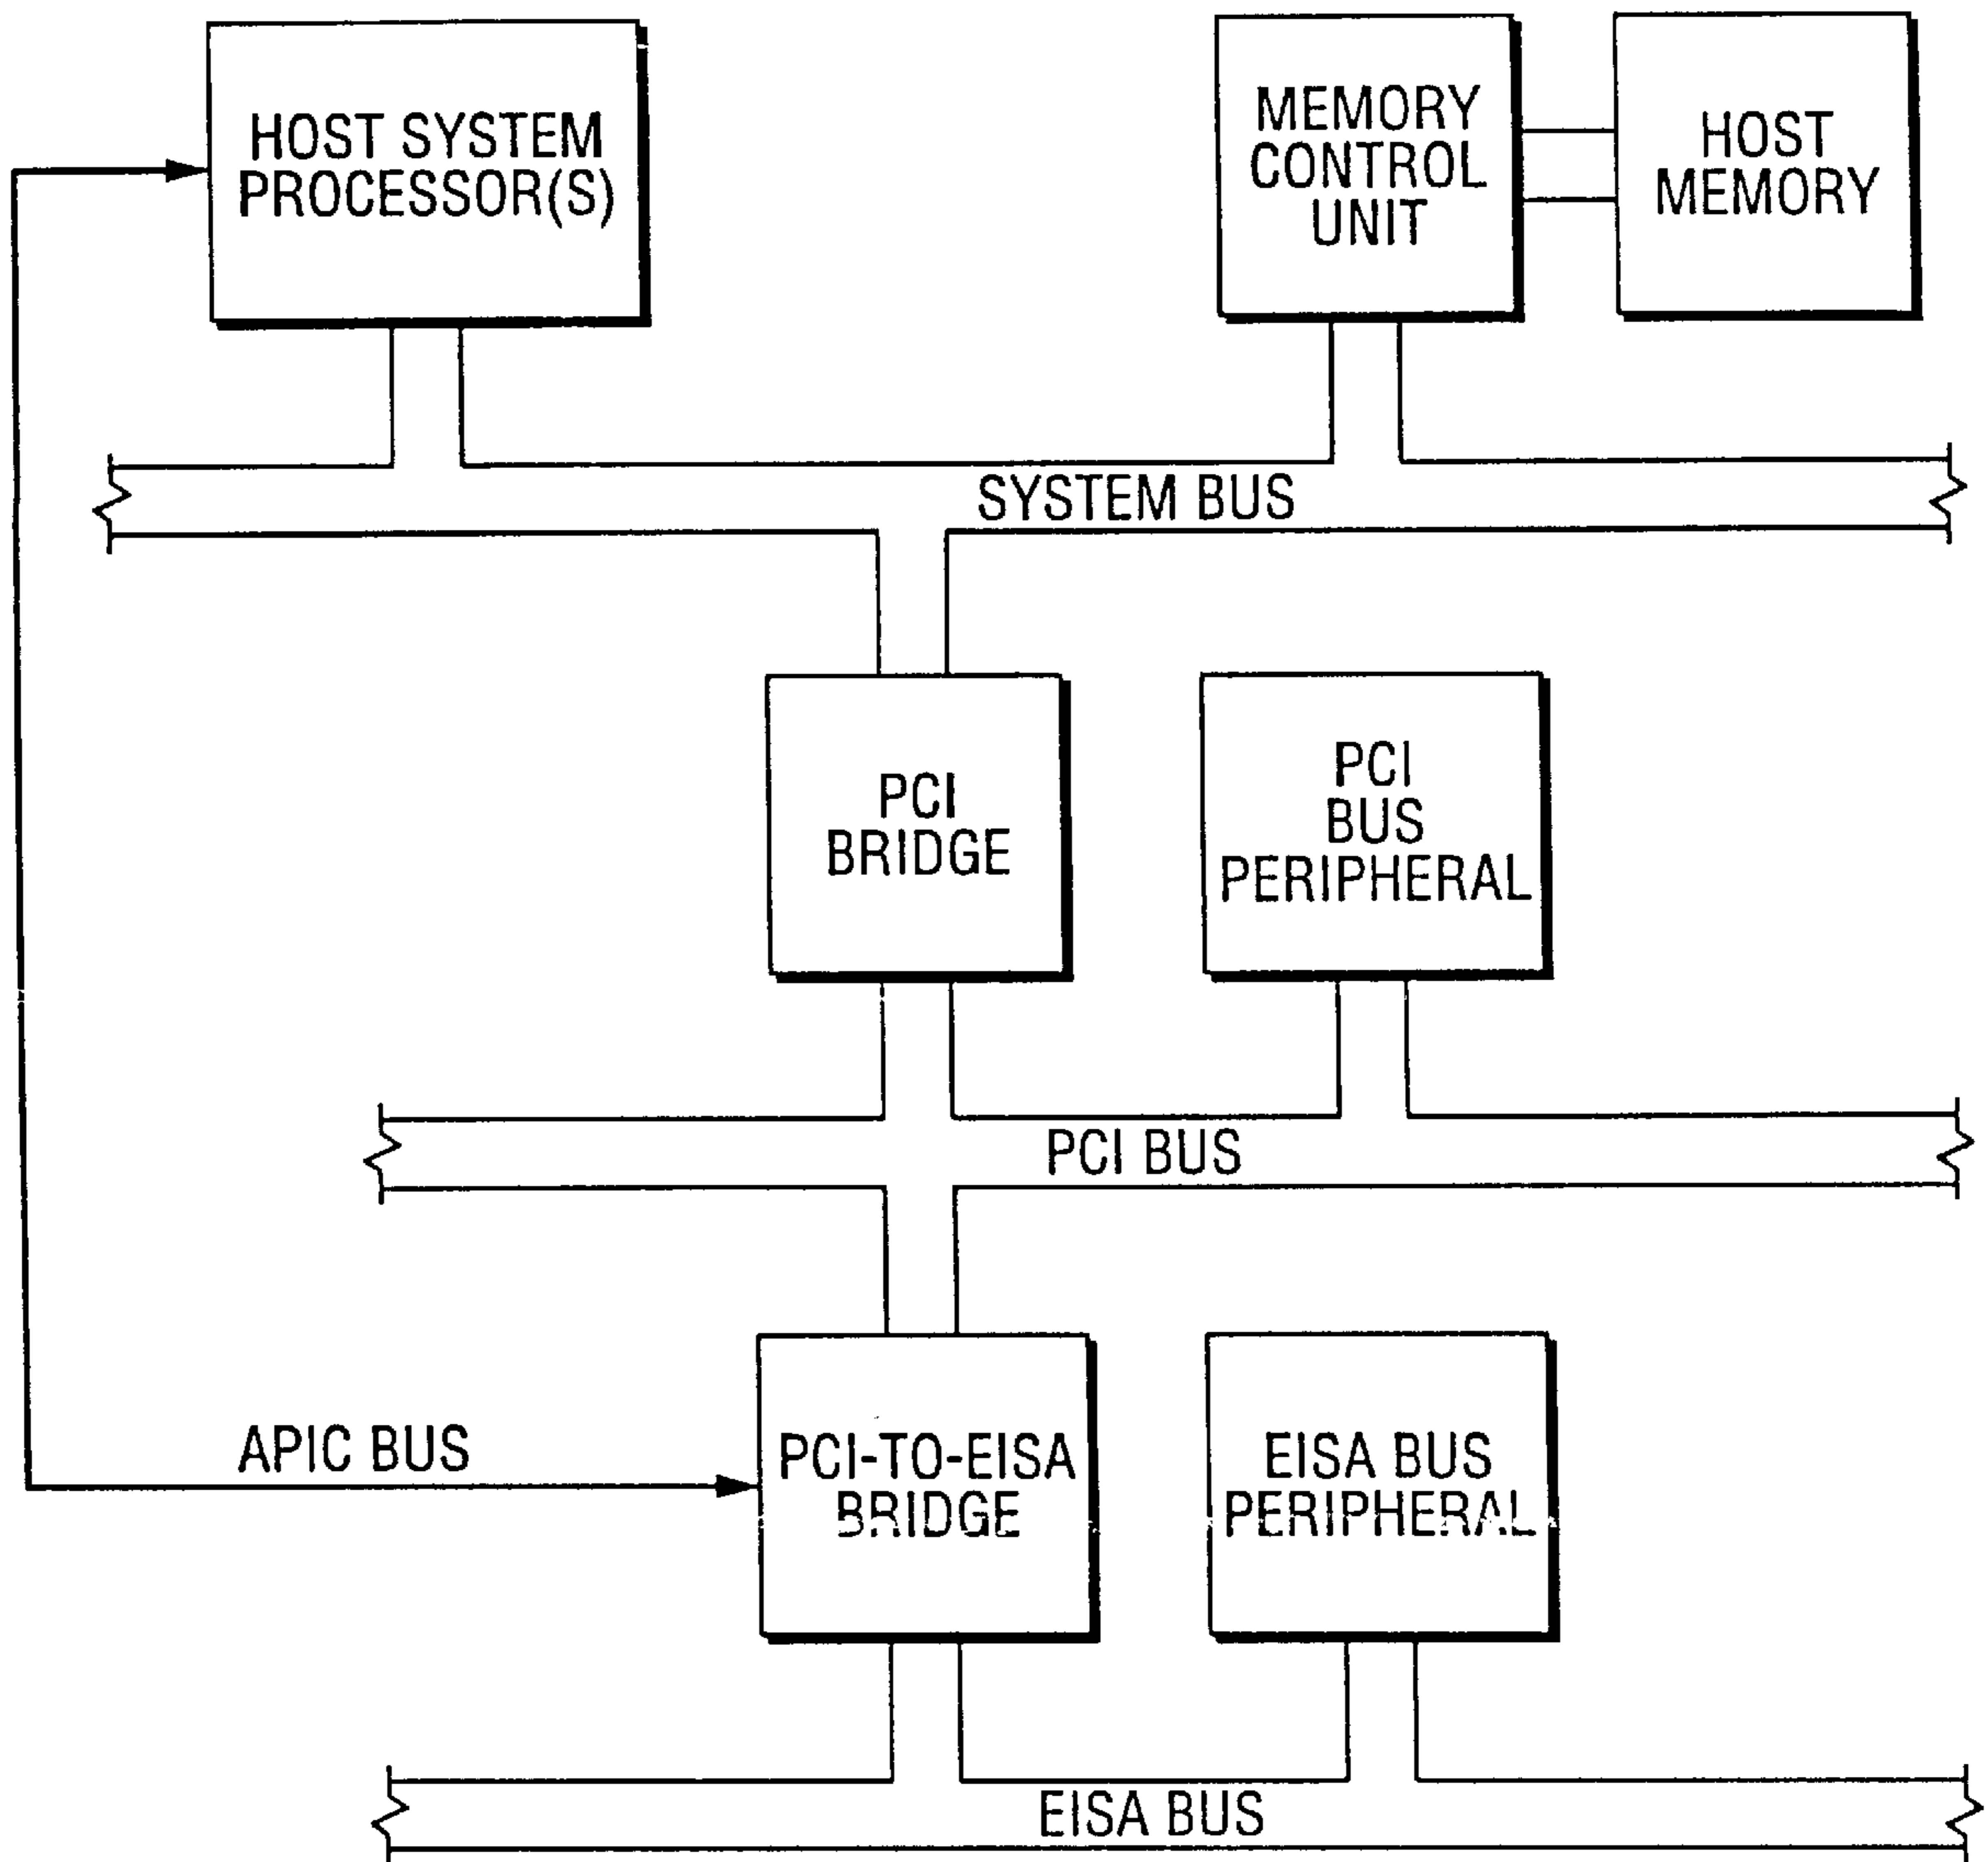 HOST SYSTEM
PROCESSOR(S)
MEMORY
CONTROL
UNIT
HOST
MEMORY
SYSTEM BUS
PCI
BRIDGE
PCI
BUS
PERIPHERAL
PCI BUS
APIC BUS
PCI-TO-EISA
BRIDGE
EISA BUS
PERIPHERAL
EISA BUS